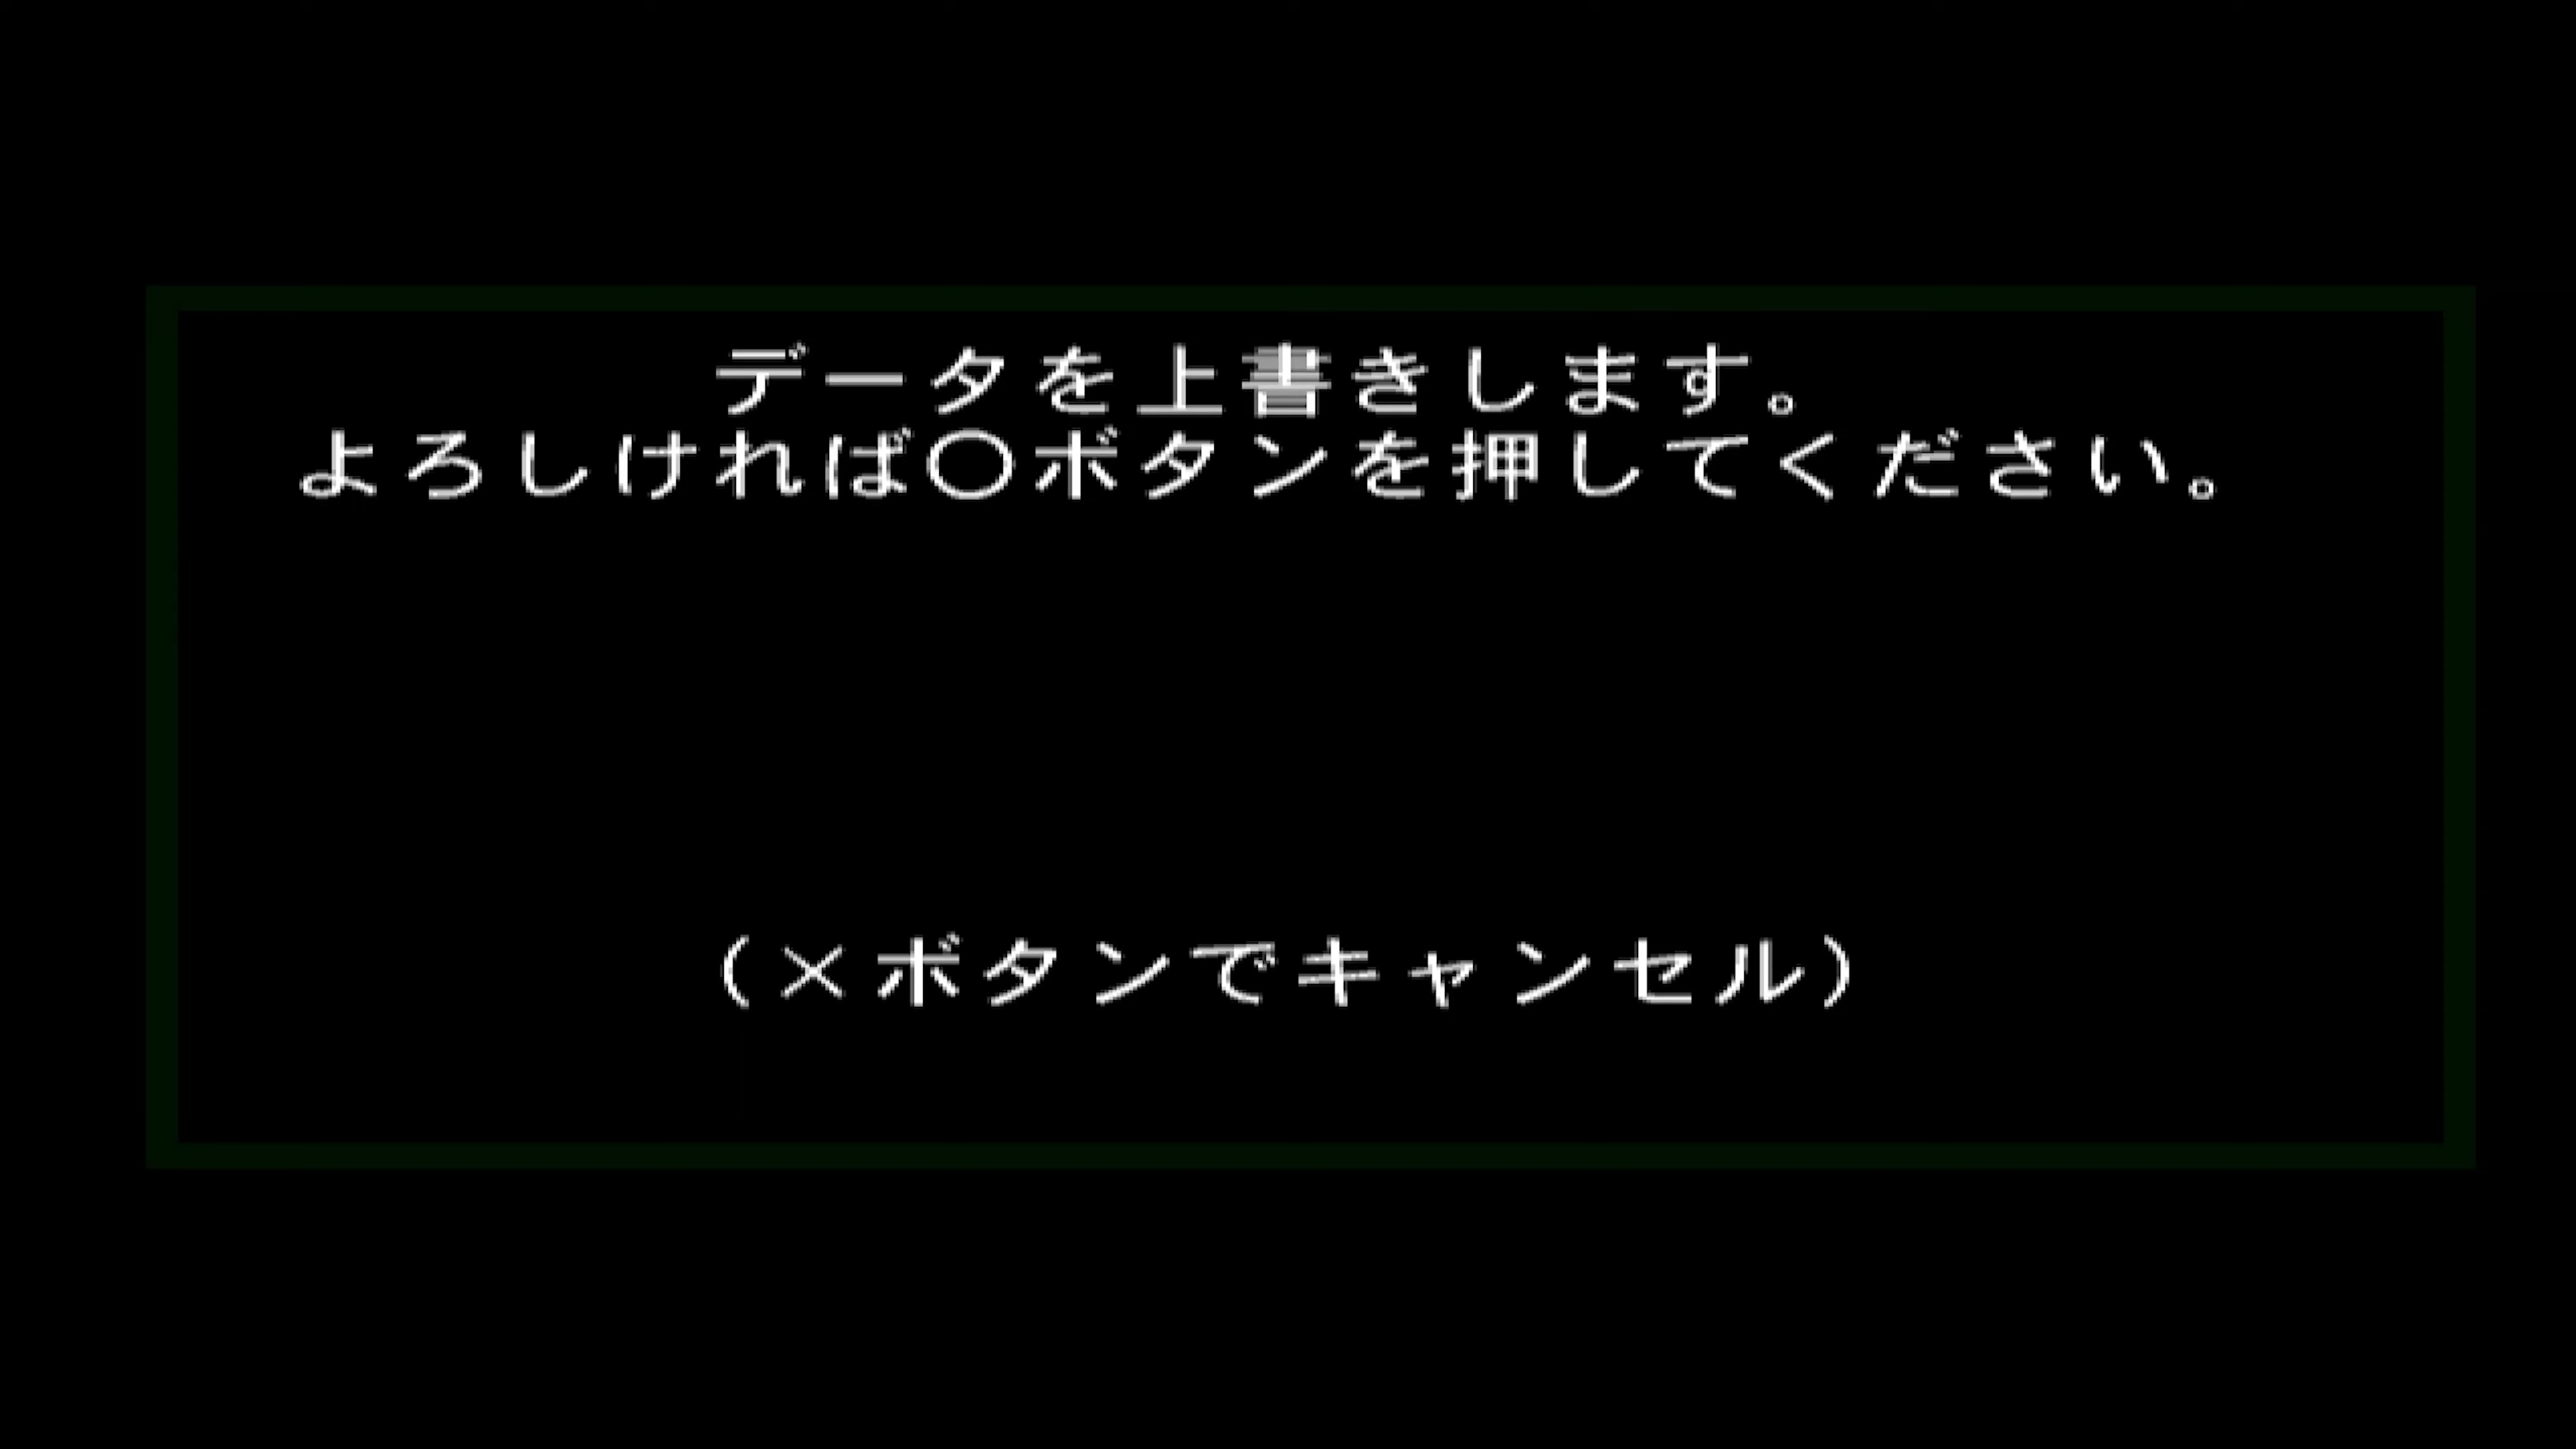 データを上書きします。
よろしければ〇ボタンを押してください。
(×ボタンでキャンセル)